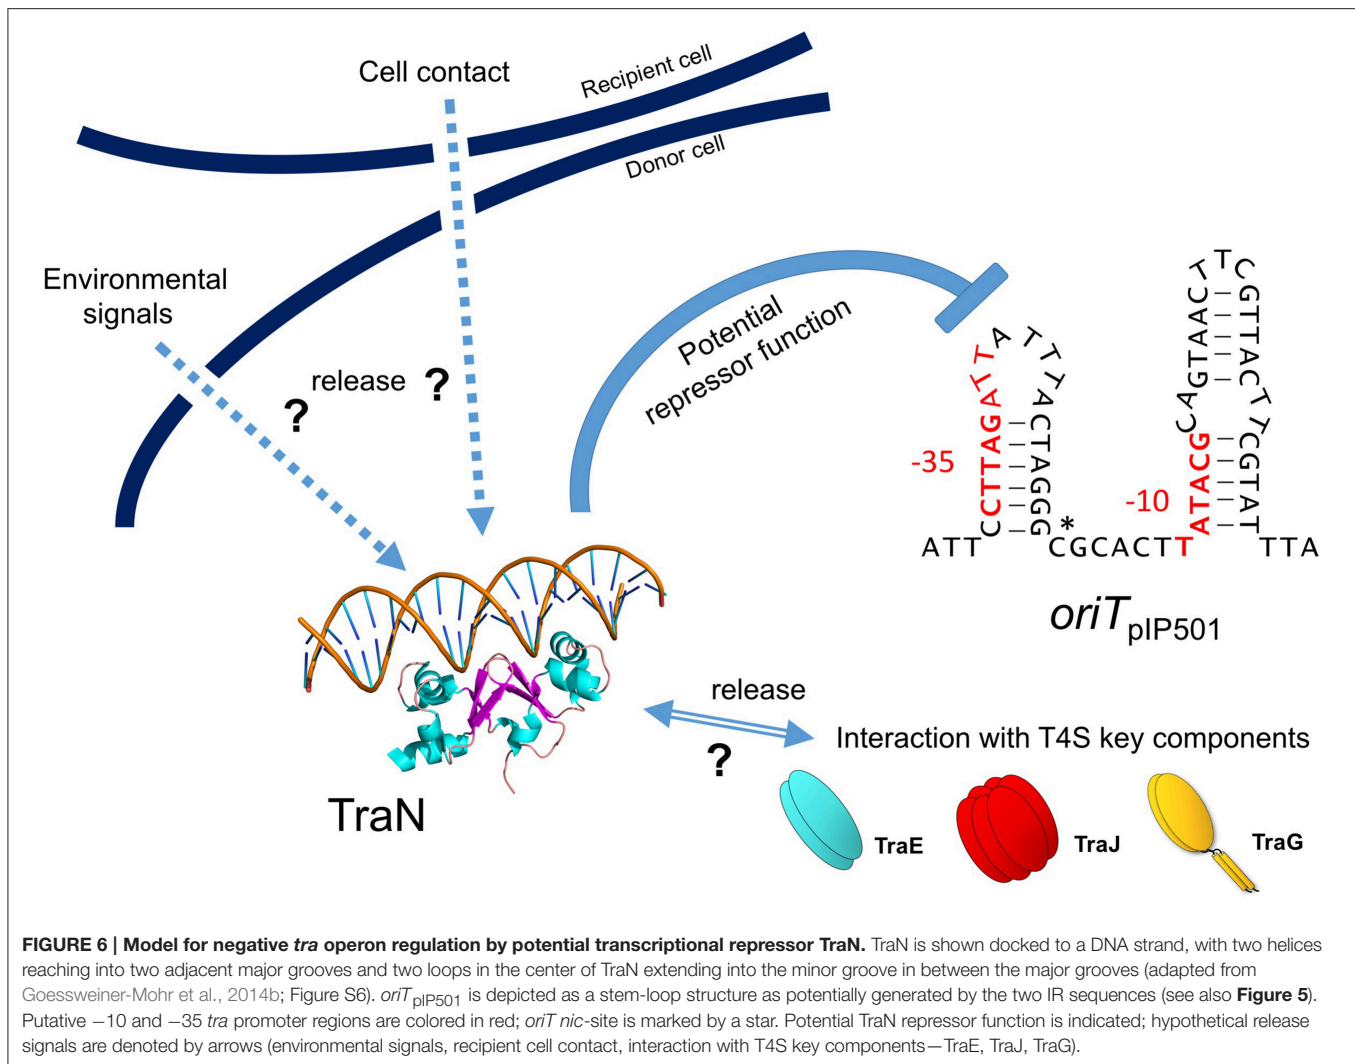 Cell contact
Recipient cell
Donor cell
Environmental
signals
release ?
?
Potential
repressor function
-35
C T T A G A T T A T T T A C T A G G G
C
-10
A T A C G C A G T A A C T T C G T T A C T T C G T A T
ATT
*
CGCACTT
TTA
oriTpIP501
TraN
release
?
Interaction with T4S key components
TraE
TraJ
TraG
FIGURE 6 | Model for negative tra operon regulation by potential transcriptional repressor TraN. TraN is shown docked to a DNA strand, with two helices
reaching into two adjacent major grooves and two loops in the center of TraN extending into the minor groove in between the major grooves (adapted from
Goessweiner-Mohr et al., 2014b; Figure S6). oriTpIP501 is depicted as a stem-loop structure as potentially generated by the two IR sequences (see also Figure 5).
Putative −10 and −35 tra promoter regions are colored in red; oriT nic-site is marked by a star. Potential TraN repressor function is indicated; hypothetical release
signals are denoted by arrows (environmental signals, recipient cell contact, interaction with T4S key components—TraE, TraJ, TraG).